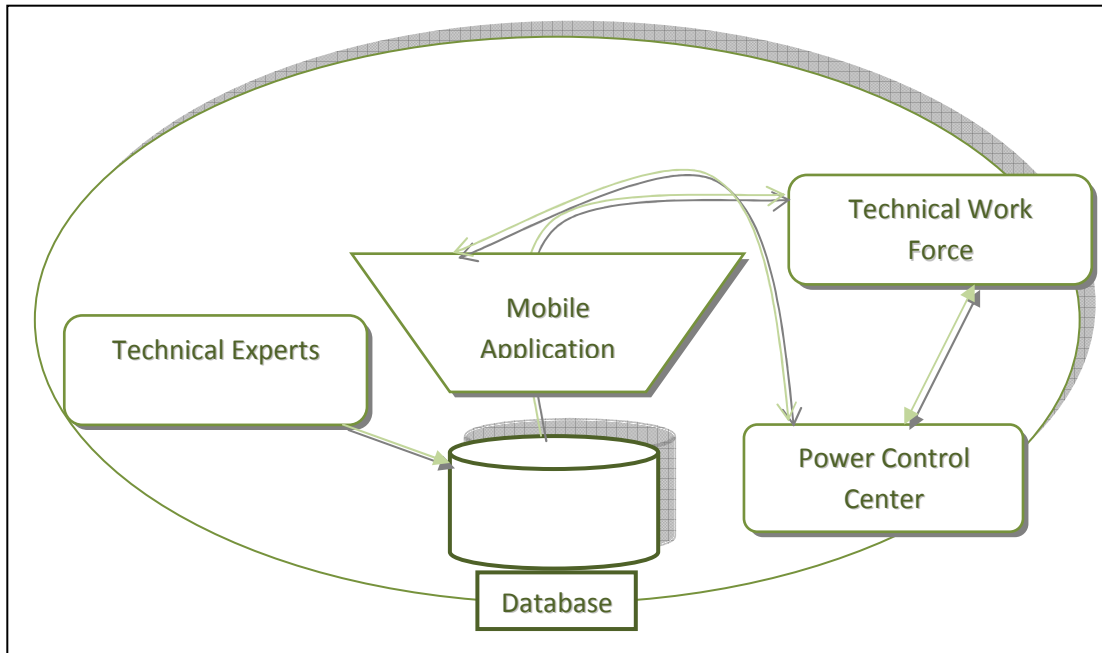 Technical Work
Force
Mobile
Application
Technical Experts
Power Control
Center
Database